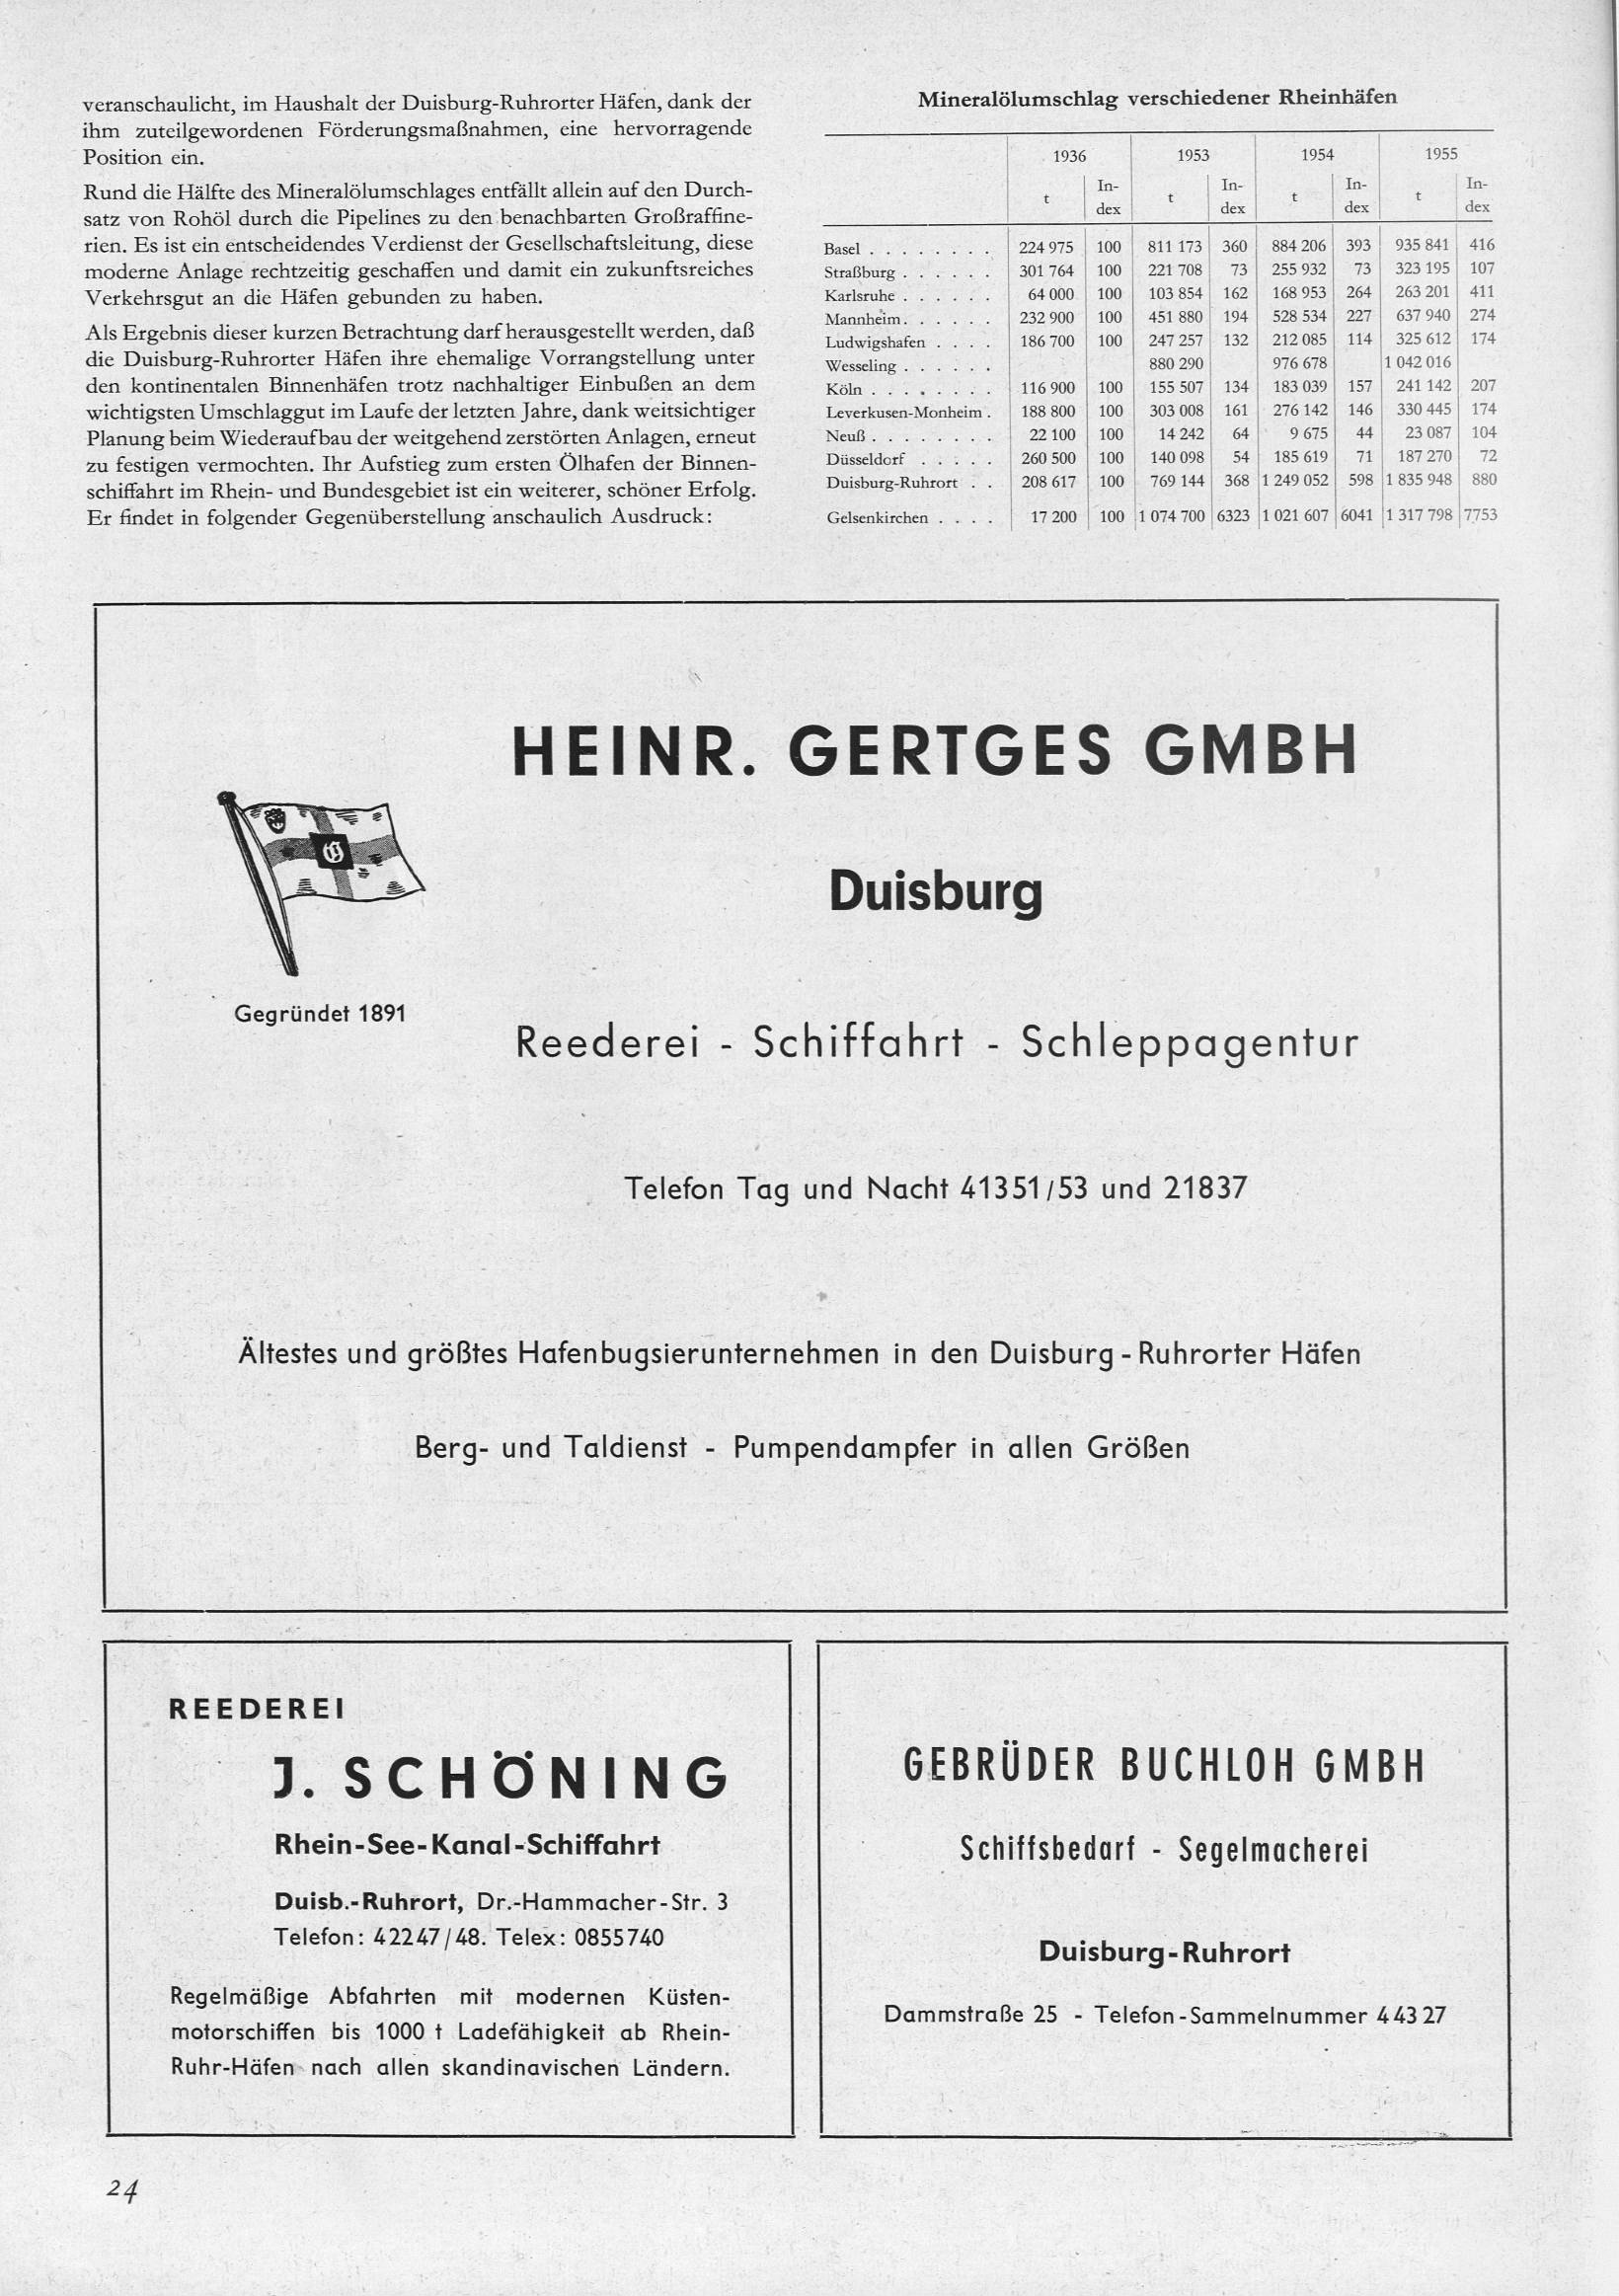 veranschaulicht, im Haushalt der Duisburg-Ruhrorter Häfen, dank der
ihm zuteilgewordenen Förderungsmaßnahmen, eine hervorragende
Position ein.
Rund die Hälfte des Mineralölumschlages entfällt allein auf den Durch-
satz von Rohöl durch die Pipelines zu den benachbarten Großraffine-
rien. Es ist ein entscheidendes Verdienst der Gesellschaftsleitung, diese
moderne Anlage rechtzeitig geschaffen und damit ein zukunftsreiches
Verkehrsgut an die Häfen gebunden zu haben.
Als Ergebnis dieser kurzen Betrachtung darf herausgestellt werden, daß
die Duisburg-Ruhrorter Häfen ihre ehemalige Vorrangstellung unter
den kontinentalen Binnenhäfen trotz nachhaltiger Einbußen an dem
wichtigsten Umschlaggut im Laufe der letzten Jahre, dank weitsichtiger
Planung beim Wiederaufbau der weitgehend zerstörten Anlagen, erneut
zu festigen vermochten. Ihr Aufstieg zum ersten Ölhafen der Binnen-
schiffahrt im Rhein- und Bundesgebiet ist ein weiterer, schöner Erfolg.
Er findet in folgender Gegenüberstellung anschaulich Ausdruck:
Mineralölumschlag verschiedener Rheinhäfen
1936 1953 1954 1955
t In-dex t In-dex t In-dex t In-dex
Basel . . . . . . . . 224 975 100 811 173 360 884 206 393 935 841 416
Straßburg . . . . . . 301 764 100 221 708 73 255 932 73 323 195 107
Karlsruhe . . . . . . 64 000 100 103 854 162 168 953 264 263 201 411
Mannheim . . . . . . 232 900 100 451 880 194 528 534 227 637 940 274
Ludwigshafen . . . . 186 700 100 247 257 132 212 085 114 325 612 174
Wesseling . . . . . . 880 290 976 678 1 042 016
Köln . . . . . . . . 116 900 100 155 507 134 183 039 157 241 142 207
Leverkusen-Monheim . 188 800 100 303 008 161 276 142 146 330 445 174
Neuß . . . . . . . . 22 100 100 14 242 64 9 675 44 23 087 104
Düsseldorf . . . . . 260 500 100 140 098 54 185 619 71 187 270 72
Duisburg-Ruhrort . . 208 617 100 769 144 368 1 249 052 598 1 835 948 880
Gelsenkirchen . . . . 17 200 100 1 074 700 6323 1 021 607 6041 1 317 798 7753
HEINR. GERTGES GMBH
G
Duisburg
Gegründet 1891
Reederei - Schiffahrt - Schleppagentur
Telefon Tag und Nacht 41351/53 und 21837
Ältestes und größtes Hafenbugsierunternehmen in den Duisburg-Ruhrorter Häfen
Berg- und Taldienst - Pumpendampfer in allen Größen
REEDEREI
J. SCHÖNING
Rhein-See-Kanal-Schiffahrt
Duisb.-Ruhrort, Dr.-Hammacher-Str. 3
Telefon: 42247/48. Telex: 0855740
Regelmäßige Abfahrten mit modernen Küsten-
motorschiffen bis 1000 t Ladefähigkeit ab Rhein-
Ruhr-Häfen nach allen skandinavischen Ländern.
GEBRÜDER BUCHLOH GMBH
Schiffsbedarf - Segelmacherei
Duisburg-Ruhrort
Dammstraße 25 - Telefon-Sammelnummer 44327
24